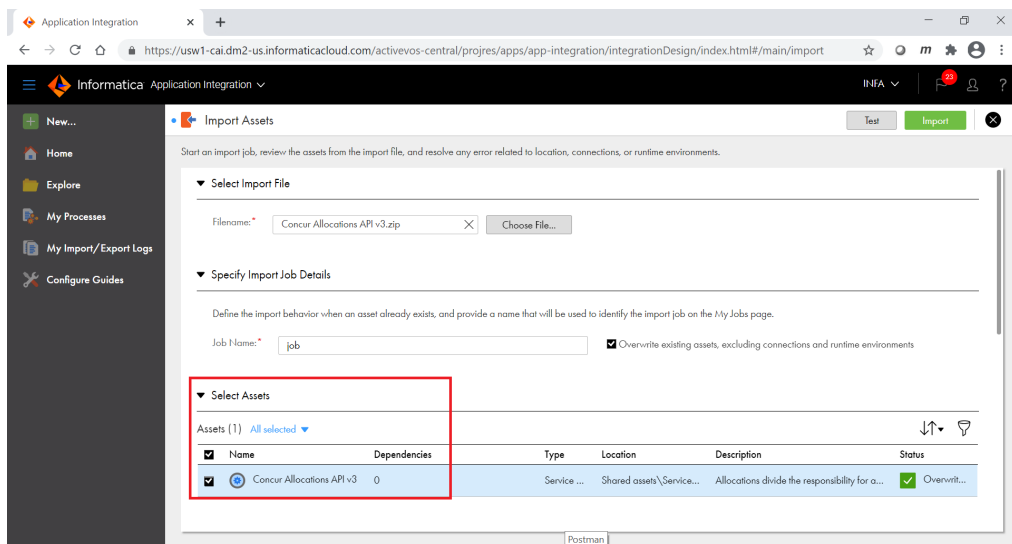 Application Integration
https://usw1-cai.dm2-us.informaticacloud.com/activevos-central/projres/apps/app-integration/integrationDesign/index.html#/main/import
m
Informatica Application Integration
INFA
23
?
New...
Import Assets
Test
Import
Home
Start an import job, review the assets from the import file, and resolve any error related to location, connections, or runtime environments.
Explore
Select Import File
My Processes
Filename:* Concur Allocations API v3.zip Choose File...
My Import/Export Logs
Configure Guides
Specify Import Job Details
Define the import behavior when an asset already exists, and provide a name that will be used to identify the import job on the My Jobs page.
Job Name:* job Overwrite existing assets, excluding connections and runtime environments
Select Assets
Assets (1) All selected
Name Dependencies Type Location Description Status
Concur Allocations API v3 0 Service ... Shared assets\Service... Allocations divide the responsibility for a... Overwrit...
Postman